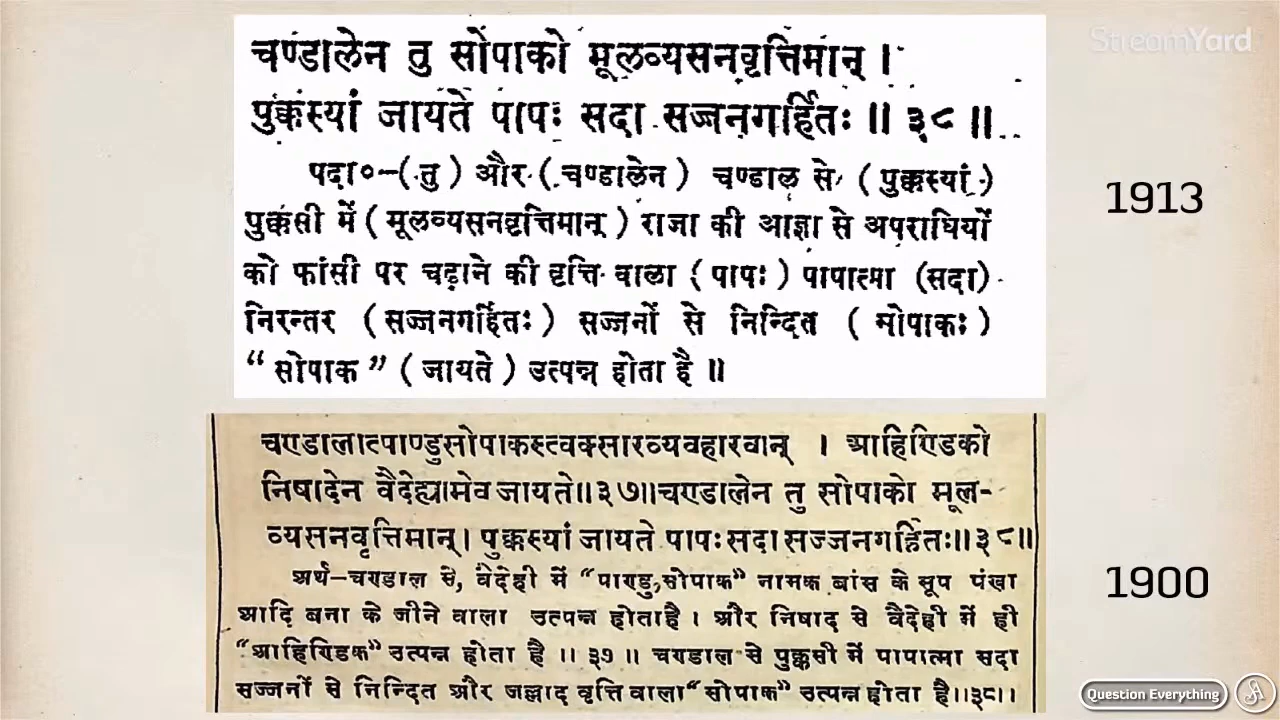 StreamYard
चण्डालेन तु सोपाको मूलव्यसनवृत्तिमान् ।
पुक्कस्यां जायते पापः सदा सज्जनगर्हितः ॥ ३८ ॥
पदा०-( तु ) और ( चण्डालेन ) चण्डाल से ( पुक्कस्यां )
पुक्कसी में ( मूलव्यसनवृत्तिमान् ) राजा की आज्ञा से अपराधियों
को फांसी पर चढ़ाने की वृत्ति वाला ( पापः ) पापात्मा (सदा)
निरन्तर ( सज्जनगर्हितः ) सज्जनों से निन्दित ( मोपाकः )
“ सोपाक ” ( जायते ) उत्पन्न होता है ॥
1913
चण्डालात्पाण्डुसोपाकस्त्वक्सारव्यवहारवान् । आहिण्डिको
निषादेन वैदेह्यामेव जायते॥३७॥चण्डालेन तु सोपाको मूल-
व्यसनवृत्तिमान्। पुक्कस्यां जायते पापः सदा सज्जनगर्हितः॥३८॥
अर्थ-चण्डाल से, वैदेही में “पाण्डु,सोपाक” नामक बांस के सूप पंखा
आदि बना के जीने वाला उत्पन्न होताहै । और निषाद से वैदेही में ही
“आहिण्डिक” उत्पन्न होता है ॥ ३७ ॥ चण्डाल से पुक्कसी में पापात्मा सदा
सज्जनों से निन्दित और जल्लाद वृत्ति वाला “सोपाक” उत्पन्न होता है॥३८॥
1900
Question Everything